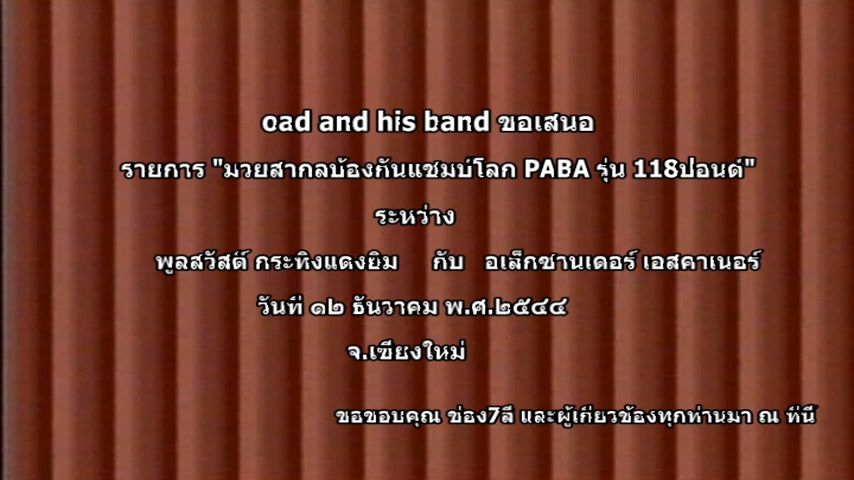 oad and his band ขอเสนอ
รายการ "มวยสากลป้องกันแชมป์โลก PABA รุ่น 118ปอนด์"
ระหว่าง
พูลสวัสดิ์ กระทิงแดงยิม กับ อเล็กซานเดอร์ เอสคาเนอร์
วันที่ ๑๒ ธันวาคม พ.ศ.๒๕๔๔
จ.เชียงใหม่
ขอขอบคุณ ช่อง7สี และผู้เกี่ยวข้องทุกท่านมา ณ ที่นี้